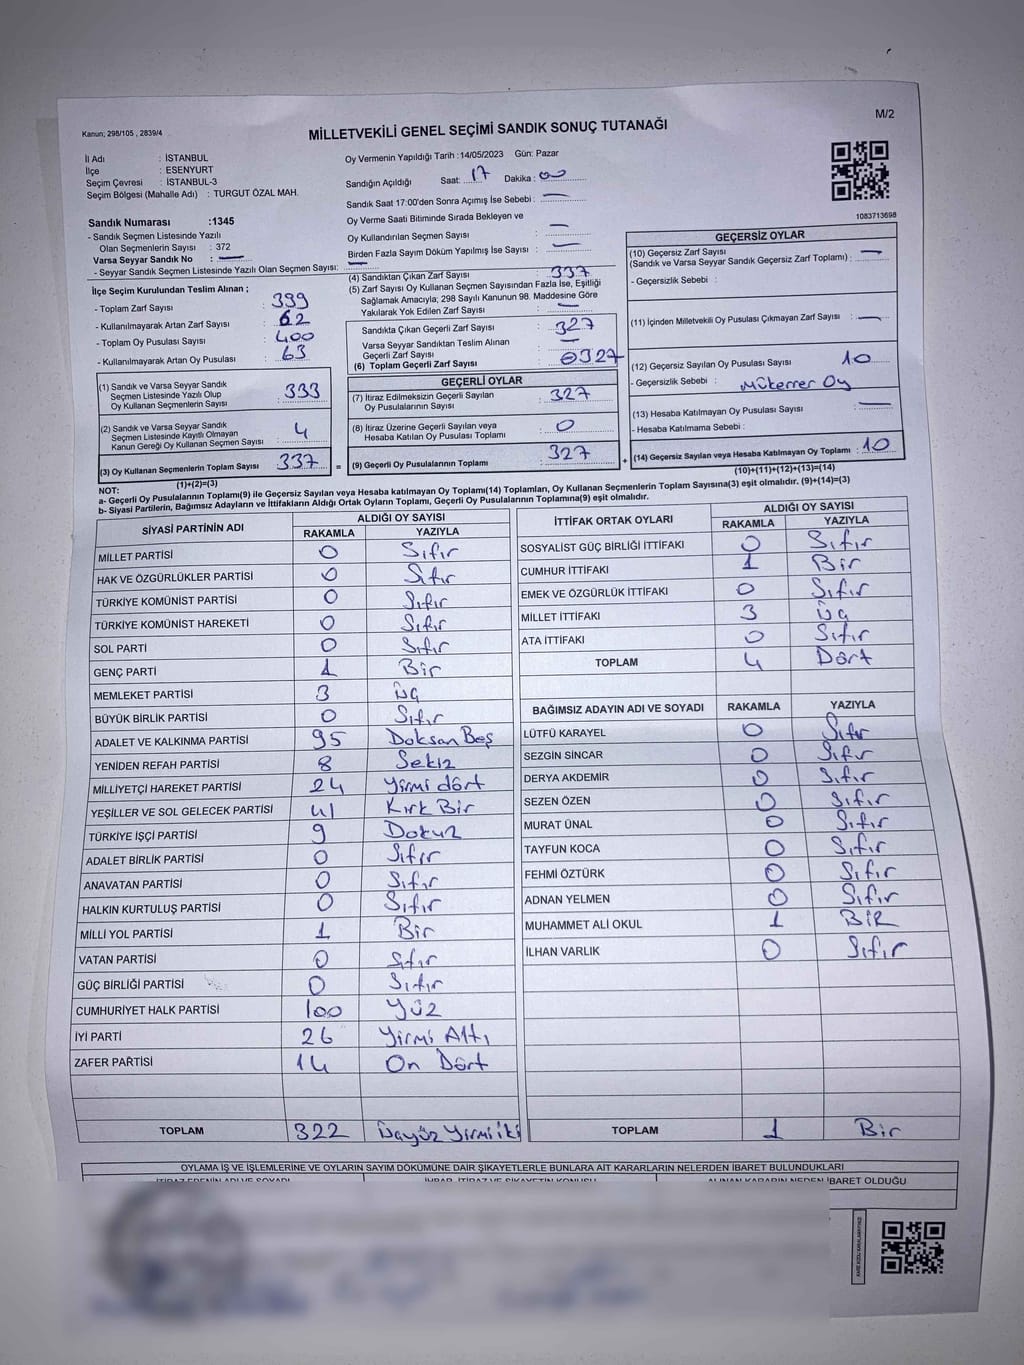 M/2
Kanun; 298/105 , 2839/4
MİLLETVEKİLİ GENEL SEÇİMİ SANDIK SONUÇ TUTANAĞI
İl Adı : İSTANBUL
İlçe : ESENYURT
Seçim Çevresi : İSTANBUL-3
Seçim Bölgesi (Mahalle Adı) : TURGUT ÖZAL MAH.
Sandık Numarası :1345
- Sandık Seçmen Listesinde Yazılı
Olan Seçmenlerin Sayısı : 372
Varsa Seyyar Sandık No : —
- Seyyar Sandık Seçmen Listesinde Yazılı Olan Seçmen Sayısı: —
Oy Vermenin Yapıldığı Tarih :14/05/2023 Gün: Pazar
Sandığın Açıldığı Saat: 17 Dakika : 00
Sandık Saat 17:00'den Sonra Açımış İse Sebebi : —
Oy Verme Saati Bitiminde Sırada Bekleyen ve
Oy Kullandırılan Seçmen Sayısı : —
Birden Fazla Sayım Döküm Yapılmış İse Sayısı : —
1083713698
İlçe Seçim Kurulundan Teslim Alınan ;
- Toplam Zarf Sayısı : 399
- Kullanılmayarak Artan Zarf Sayısı : 62
- Toplam Oy Pusulası Sayısı : 400
- Kullanılmayarak Artan Oy Pusulası : 63
(1) Sandık ve Varsa Seyyar Sandık
Seçmen Listesinde Yazılı Olup
Oy Kullanan Seçmenlerin Sayısı : 333
(2) Sandık ve Varsa Seyyar Sandık
Seçmen Listesinde Kayıtlı Olmayan
Kanun Gereği Oy Kullanan Seçmen Sayısı : 4
(3) Oy Kullanan Seçmenlerin Toplam Sayısı : 337 =
(1)+(2)=(3)
(4) Sandıktan Çıkan Zarf Sayısı : 337
(5) Zarf Sayısı Oy Kullanan Seçmen Sayısından Fazla İse, Eşitliği
Sağlamak Amacıyla; 298 Sayılı Kanunun 98. Maddesine Göre
Yakılarak Yok Edilen Zarf Sayısı : —
Sandıkta Çıkan Geçerli Zarf Sayısı : 327
Varsa Seyyar Sandıktan Teslim Alınan
Geçerli Zarf Sayısı : —
(6) Toplam Geçerli Zarf Sayısı : 327
GEÇERLİ OYLAR
(7) İtiraz Edilmeksizin Geçerli Sayılan
Oy Pusulalarının Sayısı : 327
(8) İtiraz Üzerine Geçerli Sayılan veya
Hesaba Katılan Oy Pusulası Toplamı : 0
(9) Geçerli Oy Pusulalarının Toplamı : 327 +
GEÇERSİZ OYLAR
(10) Geçersiz Zarf Sayısı
(Sandık ve Varsa Seyyar Sandık Geçersiz Zarf Toplamı) : —
- Geçersizlik Sebebi :
(11) İçinden Milletvekili Oy Pusulası Çıkmayan Zarf Sayısı : —
(12) Geçersiz Sayılan Oy Pusulası Sayısı : 10
- Geçersizlik Sebebi : Mükerrer Oy
(13) Hesaba Katılmayan Oy Pusulası Sayısı : —
- Hesaba Katılmama Sebebi :
(14) Geçersiz Sayılan veya Hesaba Katılmayan Oy Toplamı : 10
(10)+(11)+(12)+(13)=(14)
NOT:
a- Geçerli Oy Pusulalarının Toplamı(9) ile Geçersiz Sayılan veya Hesaba katılmayan Oy Toplamı(14) Toplamları, Oy Kullanan Seçmenlerin Toplam Sayısına(3) eşit olmalıdır. (9)+(14)=(3)
b- Siyasi Partilerin, Bağımsız Adayların ve İttifakların Aldığı Ortak Oyların Toplamı, Geçerli Oy Pusulalarının Toplamına(9) eşit olmalıdır.
SİYASİ PARTİNİN ADI ALDIĞI OY SAYISI
RAKAMLA YAZIYLA
MİLLET PARTİSİ 0 Sıfır
HAK VE ÖZGÜRLÜKLER PARTİSİ 0 Sıfır
TÜRKİYE KOMÜNİST PARTİSİ 0 Sıfır
TÜRKİYE KOMÜNİST HAREKETİ 0 Sıfır
SOL PARTİ 0 Sıfır
GENÇ PARTİ 1 Bir
MEMLEKET PARTİSİ 3 üç
BÜYÜK BİRLİK PARTİSİ 0 Sıfır
ADALET VE KALKINMA PARTİSİ 95 Doksan Beş
YENİDEN REFAH PARTİSİ 8 Sekiz
MİLLİYETÇİ HAREKET PARTİSİ 24 Yirmi dört
YEŞİLLER VE SOL GELECEK PARTİSİ 41 Kırk Bir
TÜRKİYE İŞÇİ PARTİSİ 9 Dokuz
ADALET BİRLİK PARTİSİ 0 Sıfır
ANAVATAN PARTİSİ 0 Sıfır
HALKIN KURTULUŞ PARTİSİ 0 Sıfır
MİLLİ YOL PARTİSİ 1 Bir
VATAN PARTİSİ 0 Sıfır
GÜÇ BİRLİĞİ PARTİSİ 0 Sıfır
CUMHURİYET HALK PARTİSİ 100 Yüz
İYİ PARTİ 26 Yirmi Altı
ZAFER PARTİSİ 14 On Dört
TOPLAM 322 Üçyüz Yirmi iki
İTTİFAK ORTAK OYLARI ALDIĞI OY SAYISI
RAKAMLA YAZIYLA
SOSYALİST GÜÇ BİRLİĞİ İTTİFAKI 0 Sıfır
CUMHUR İTTİFAKI 1 Bir
EMEK VE ÖZGÜRLÜK İTTİFAKI 0 Sıfır
MİLLET İTTİFAKI 3 üç
ATA İTTİFAKI 0 Sıfır
TOPLAM 4 Dört
BAĞIMSIZ ADAYIN ADI VE SOYADI RAKAMLA YAZIYLA
LÜTFÜ KARAYEL 0 Sıfır
SEZGİN SİNCAR 0 Sıfır
DERYA AKDEMİR 0 Sıfır
SEZEN ÖZEN 0 Sıfır
MURAT ÜNAL 0 Sıfır
TAYFUN KOCA 0 Sıfır
FEHMİ ÖZTÜRK 0 Sıfır
ADNAN YELMEN 0 Sıfır
MUHAMMET ALİ OKUL 1 BİR
İLHAN VARLIK 0 Sıfır
TOPLAM 1 Bir
OYLAMA İŞ VE İŞLEMLERİNE VE OYLARIN SAYIM DÖKÜMÜNE DAİR ŞİKAYETLERLE BUNLARA AİT KARARLARIN NELERDEN İBARET BULUNDUKLARI
İTİRAZ EDENİN ADI VE SOYADI İHBAR, İTİRAZ VE ŞİKAYETİN KONUSU ALINAN KARARIN NEDEN İBARET OLDUĞU